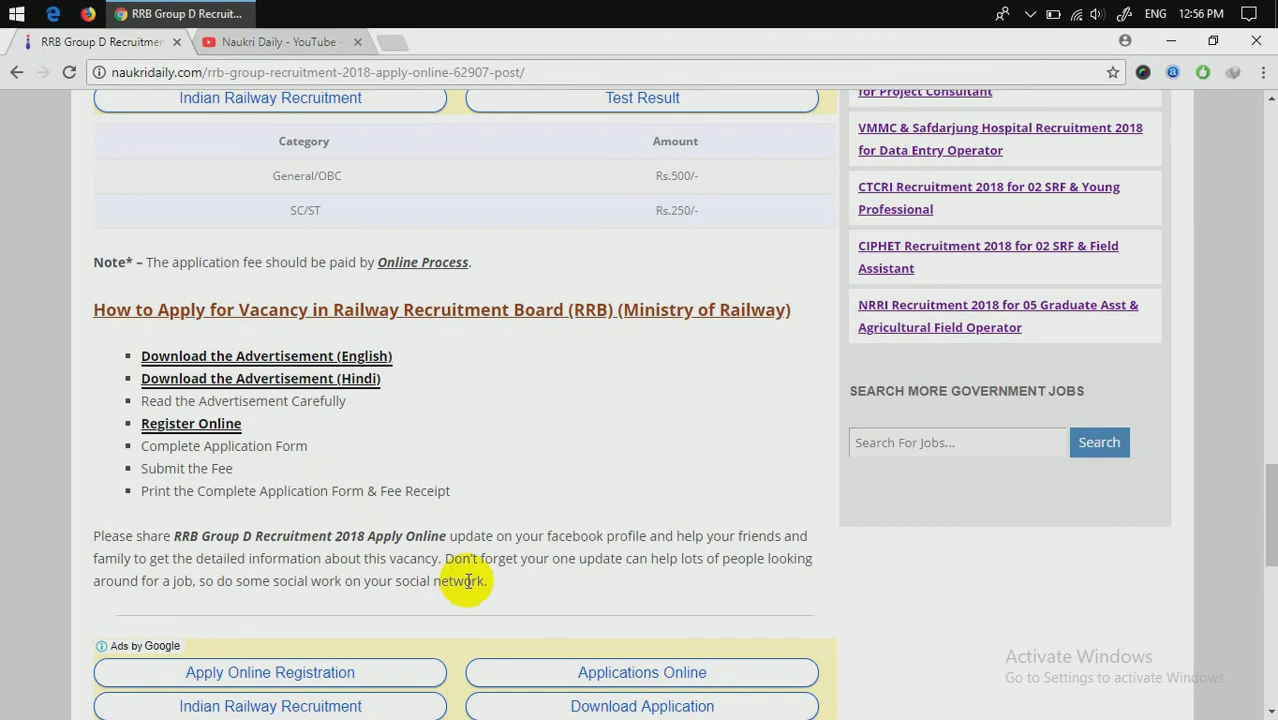 RRB Group D Recruit...
ENG 12:56 PM
RRB Group D Recruitment
Naukri Daily - YouTube -
naukridaily.com/rrb-group-recruitment-2018-apply-online-62907-post/
Indian Railway Recruitment
Test Result
Category Amount
General/OBC Rs.500/-
SC/ST Rs.250/-
Note* – The application fee should be paid by Online Process.
How to Apply for Vacancy in Railway Recruitment Board (RRB) (Ministry of Railway)
Download the Advertisement (English)
Download the Advertisement (Hindi)
Read the Advertisement Carefully
Register Online
Complete Application Form
Submit the Fee
Print the Complete Application Form & Fee Receipt
Please share RRB Group D Recruitment 2018 Apply Online update on your facebook profile and help your friends and
family to get the detailed information about this vacancy. Don't forget your one update can help lots of people looking
around for a job, so do some social work on your social network.
Ads by Google
Apply Online Registration
Applications Online
Indian Railway Recruitment
Download Application
for Project Consultant
VMMC & Safdarjung Hospital Recruitment 2018
for Data Entry Operator
CTCRI Recruitment 2018 for 02 SRF & Young
Professional
CIPHET Recruitment 2018 for 02 SRF & Field
Assistant
NRRI Recruitment 2018 for 05 Graduate Asst &
Agricultural Field Operator
SEARCH MORE GOVERNMENT JOBS
Search For Jobs...
Search
Activate Windows
Go to Settings to activate Windows.